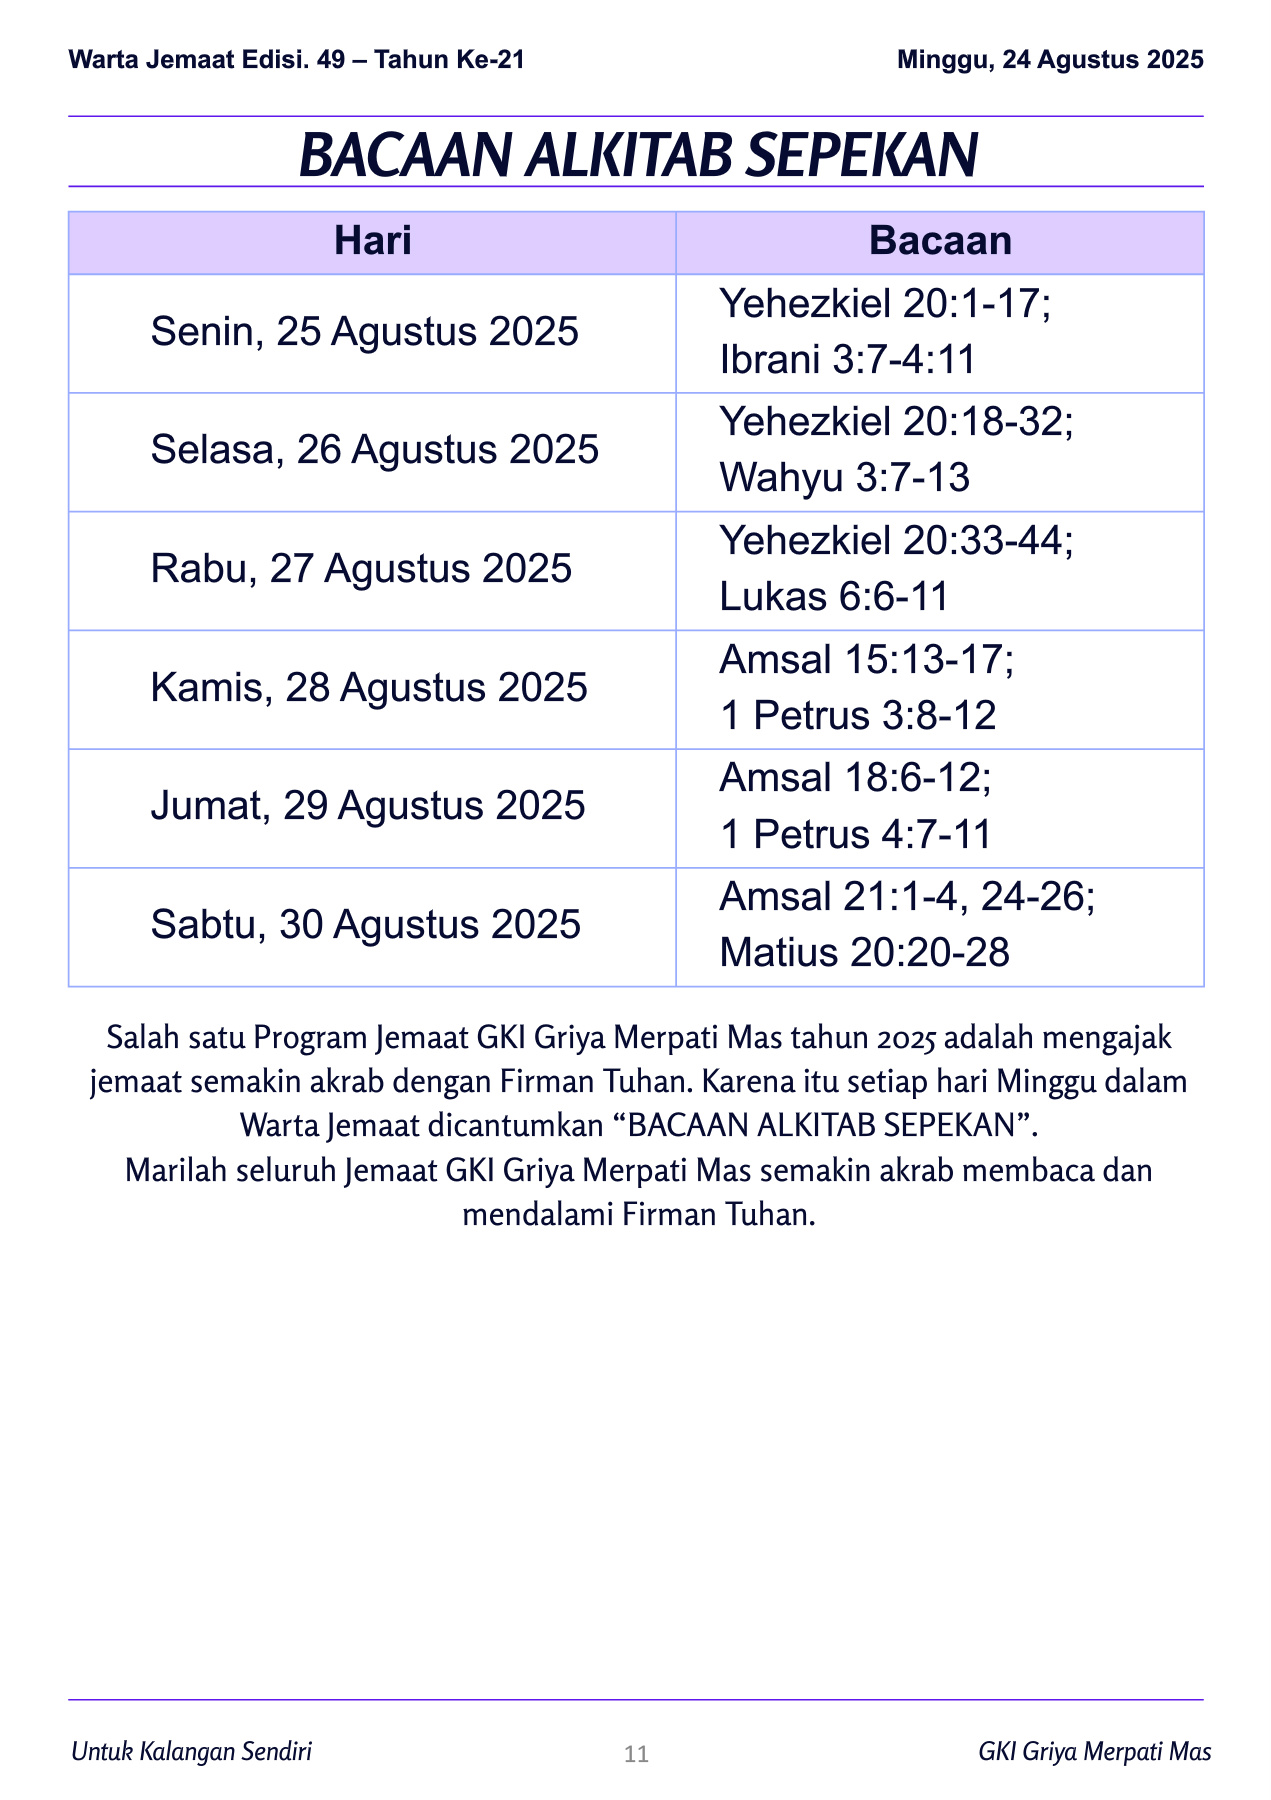 Warta Jemaat Edisi. 49 – Tahun Ke-21
Minggu, 24 Agustus 2025
BACAAN ALKITAB SEPEKAN
Hari
Bacaan
Senin, 25 Agustus 2025
Yehezkiel 20:1-17;
Ibrani 3:7-4:11
Selasa, 26 Agustus 2025
Yehezkiel 20:18-32;
Wahyu 3:7-13
Rabu, 27 Agustus 2025
Yehezkiel 20:33-44;
Lukas 6:6-11
Kamis, 28 Agustus 2025
Amsal 15:13-17;
1 Petrus 3:8-12
Jumat, 29 Agustus 2025
Amsal 18:6-12;
1 Petrus 4:7-11
Sabtu, 30 Agustus 2025
Amsal 21:1-4, 24-26;
Matius 20:20-28
Salah satu Program Jemaat GKI Griya Merpati Mas tahun 2025 adalah mengajak
jemaat semakin akrab dengan Firman Tuhan. Karena itu setiap hari Minggu dalam
Warta Jemaat dicantumkan “BACAAN ALKITAB SEPEKAN”.
Marilah seluruh Jemaat GKI Griya Merpati Mas semakin akrab membaca dan
mendalami Firman Tuhan.
Untuk Kalangan Sendiri
11
GKI Griya Merpati Mas